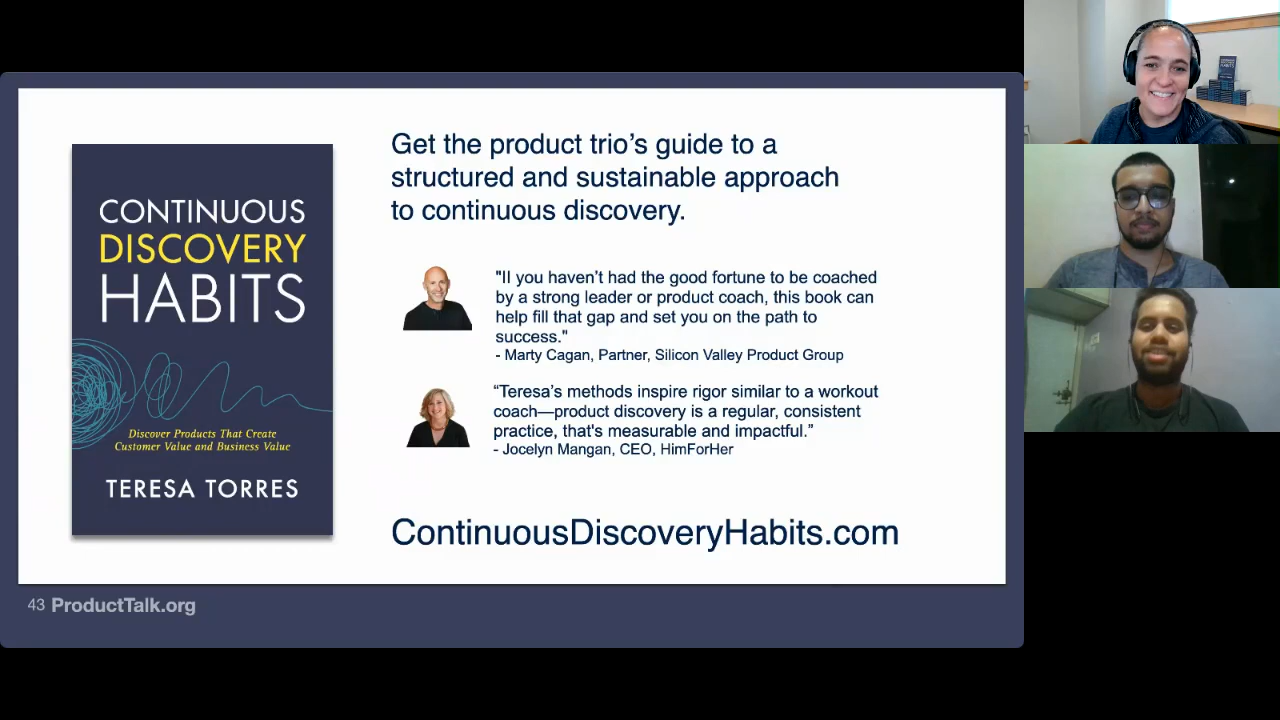 CONTINUOUS
DISCOVERY
HABITS
Discover Products That Create
Customer Value and Business Value
TERESA TORRES
Get the product trio’s guide to a
structured and sustainable approach
to continuous discovery.
"II you haven’t had the good fortune to be coached
by a strong leader or product coach, this book can
help fill that gap and set you on the path to
success."
- Marty Cagan, Partner, Silicon Valley Product Group
“Teresa’s methods inspire rigor similar to a workout
coach—product discovery is a regular, consistent
practice, that's measurable and impactful.”
- Jocelyn Mangan, CEO, HimForHer
ContinuousDiscoveryHabits.com
43 ProductTalk.org
HABITS